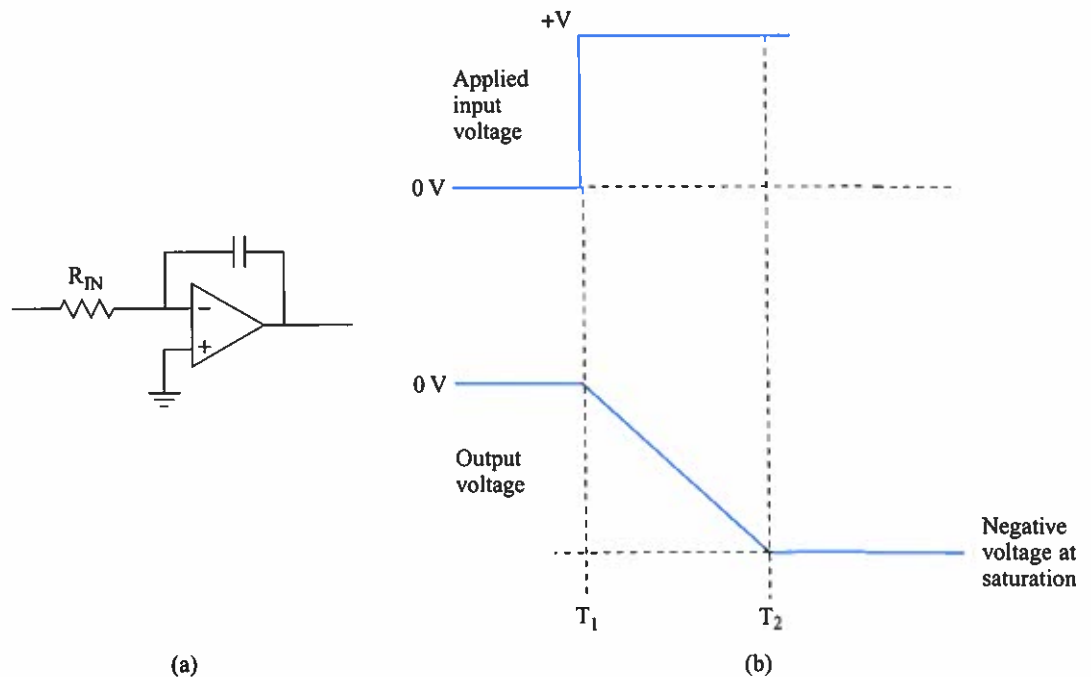 +V
Applied
input
voltage
0 V
R_IN
−
+
0 V
Output
voltage
Negative
voltage at
saturation
T₁
T₂
(a)
(b)